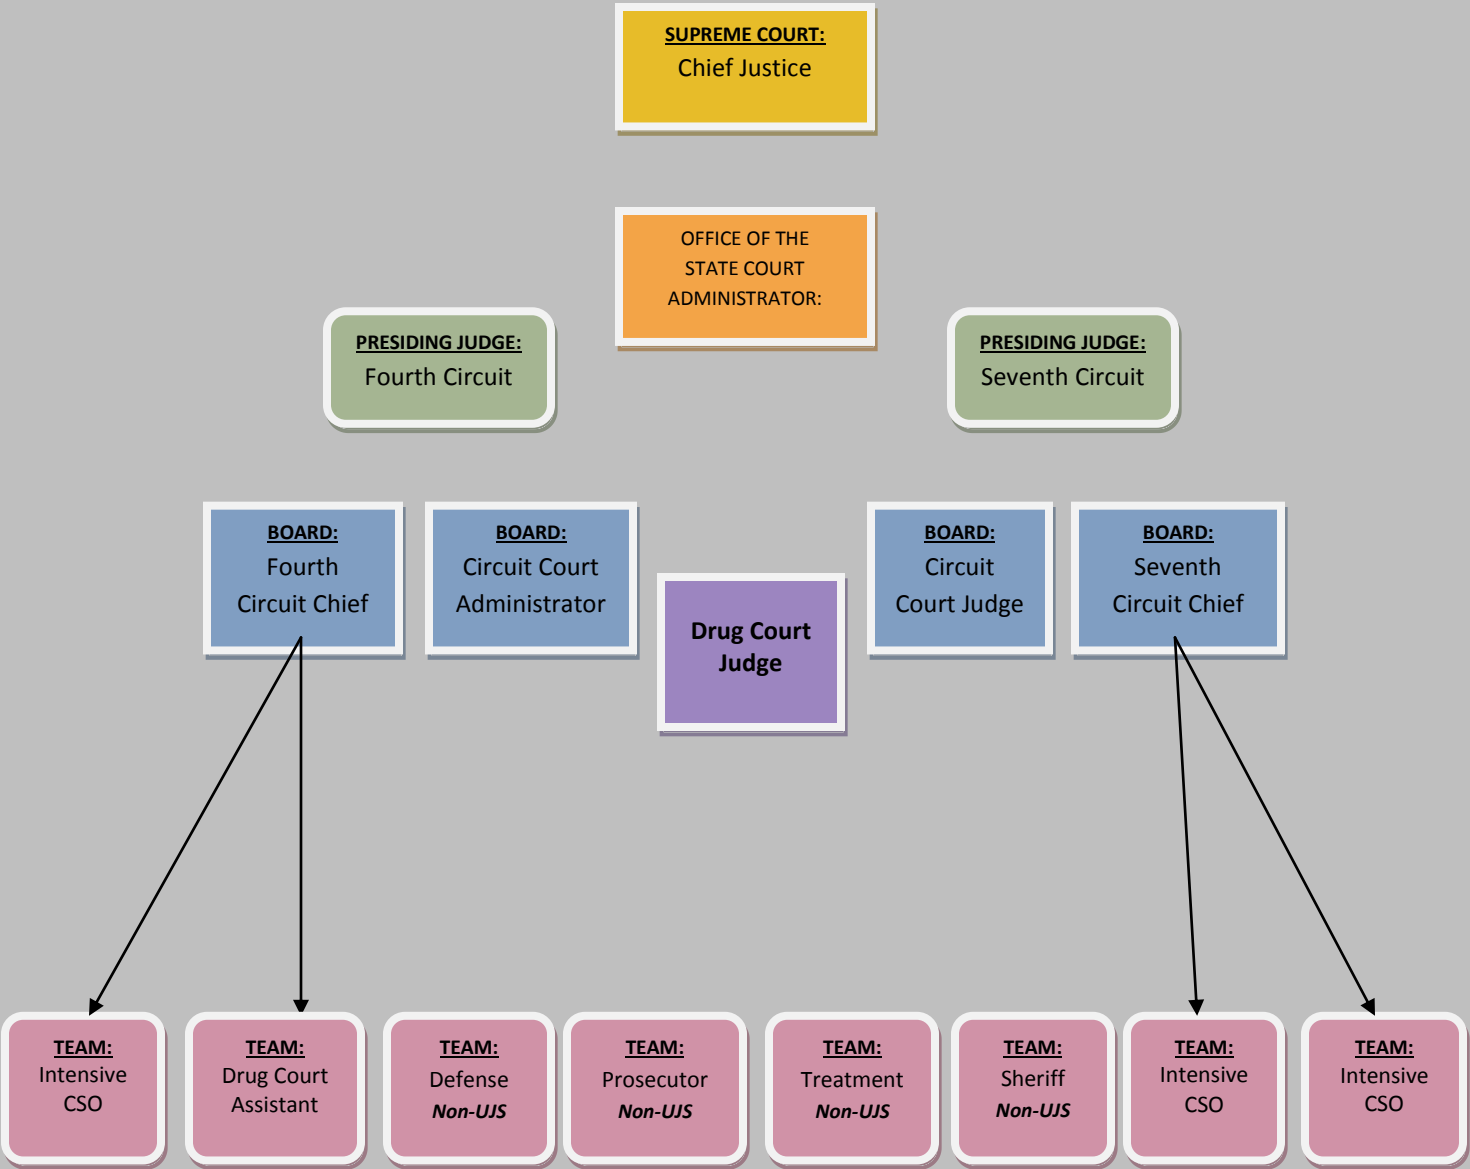 SUPREME COURT:
Chief Justice
OFFICE OF THE
STATE COURT
ADMINISTRATOR:
PRESIDING JUDGE:
Fourth Circuit
PRESIDING JUDGE:
Seventh Circuit
BOARD:
Fourth
Circuit Chief
BOARD:
Circuit Court
Administrator
Drug Court
Judge
BOARD:
Circuit
Court Judge
BOARD:
Seventh
Circuit Chief
TEAM:
Intensive
CSO
TEAM:
Drug Court
Assistant
TEAM:
Defense
Non-UJS
TEAM:
Prosecutor
Non-UJS
TEAM:
Treatment
Non-UJS
TEAM:
Sheriff
Non-UJS
TEAM:
Intensive
CSO
TEAM:
Intensive
CSO